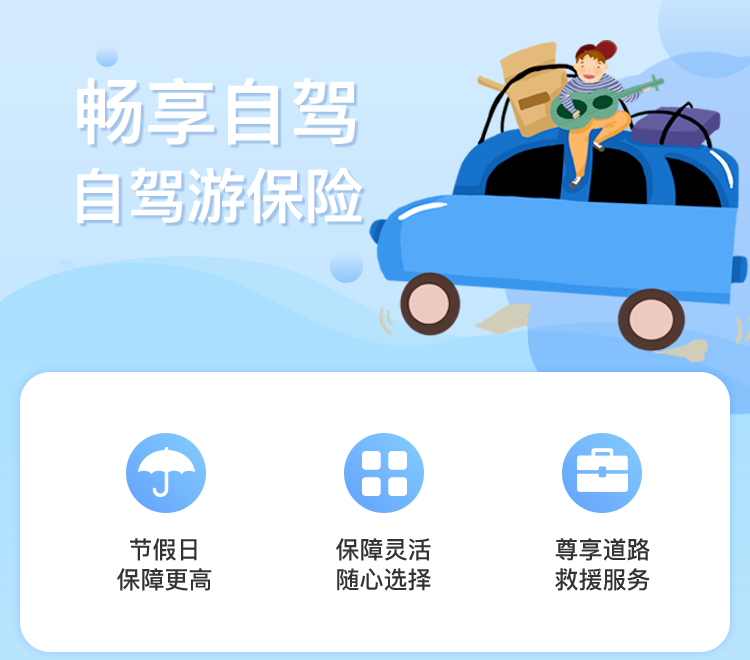 畅享自驾
自驾游保险
节假日
保障更高
保障灵活
随心选择
尊享道路
救援服务